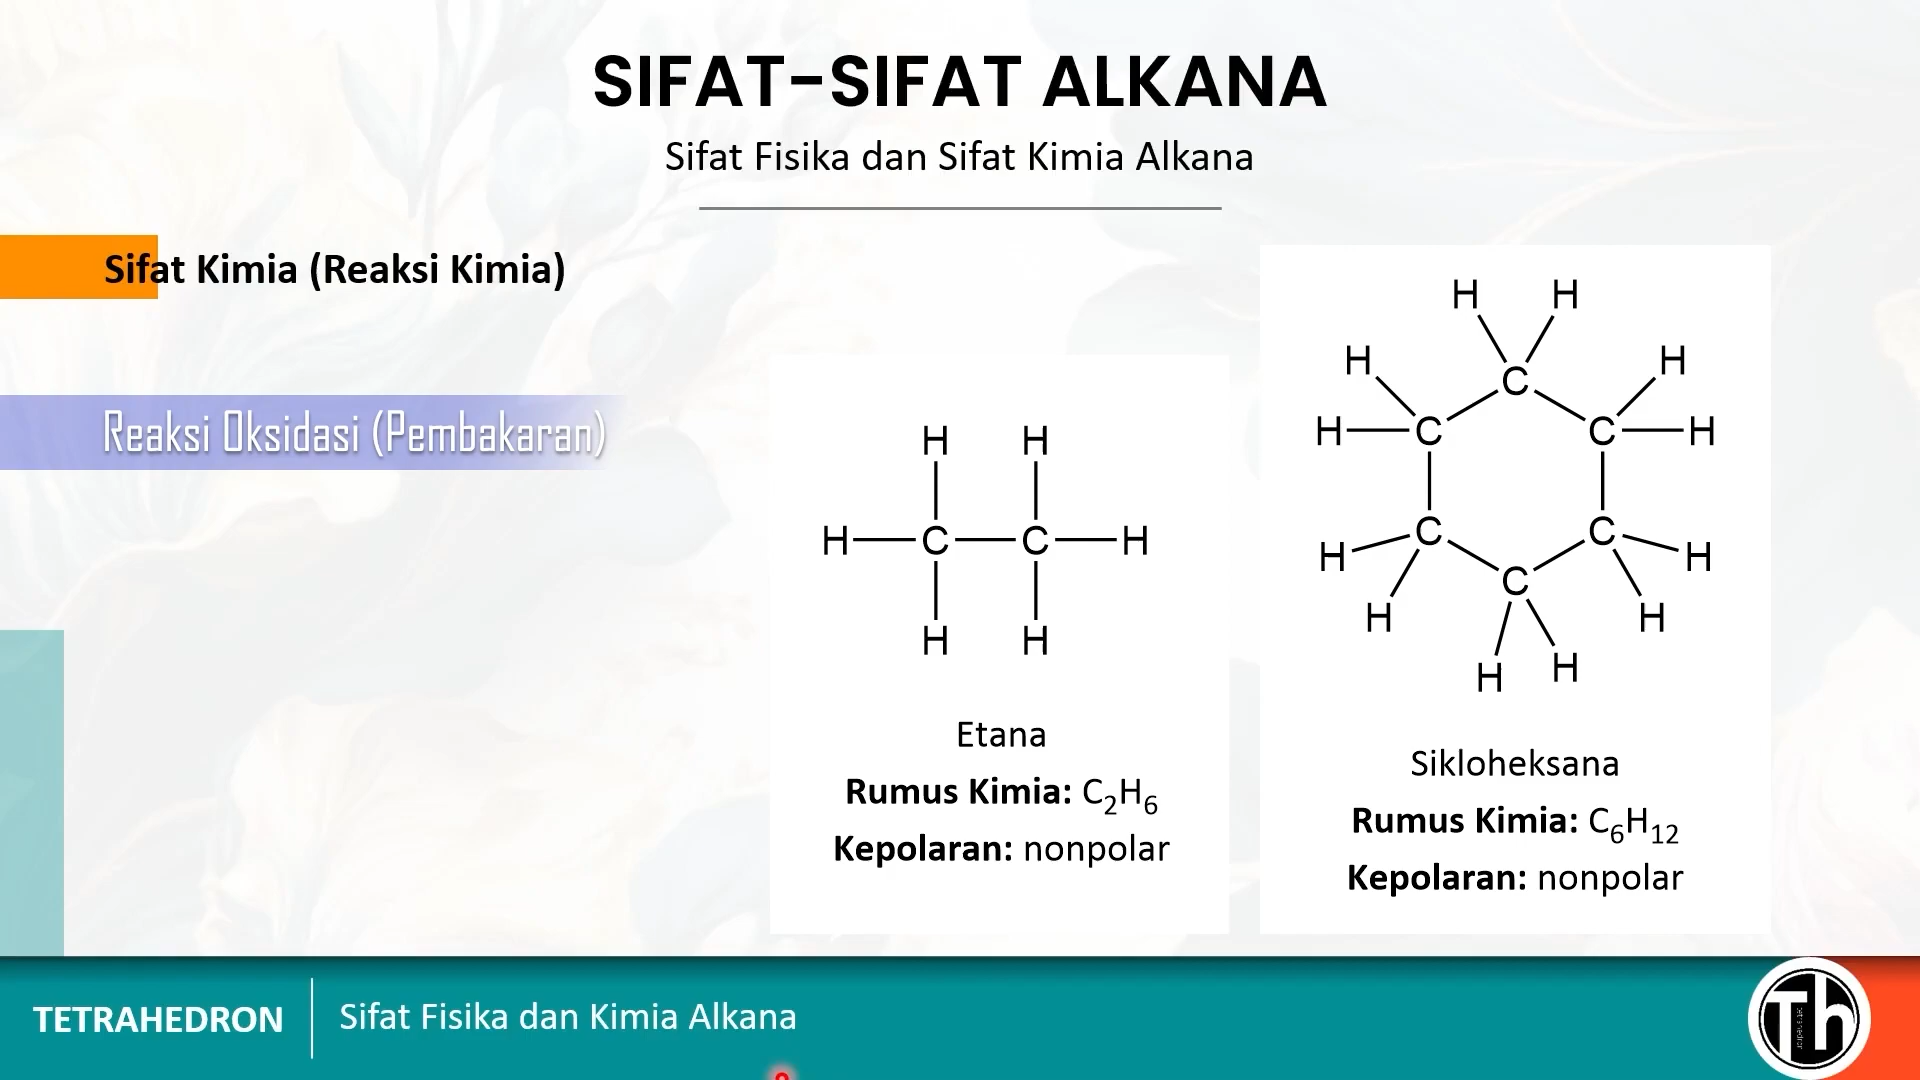 SIFAT-SIFAT ALKANA
Sifat Fisika dan Sifat Kimia Alkana
Sifat Kimia (Reaksi Kimia)
Reaksi Oksidasi (Pembakaran)
H H
H C C H
H H
Etana
Rumus Kimia: C₂H₆
Kepolaran: nonpolar
H H
C
H H
H C C H
H C C H
C
H H
H H
Sikloheksana
Rumus Kimia: C₆H₁₂
Kepolaran: nonpolar
TETRAHEDRON
Sifat Fisika dan Kimia Alkana
Th